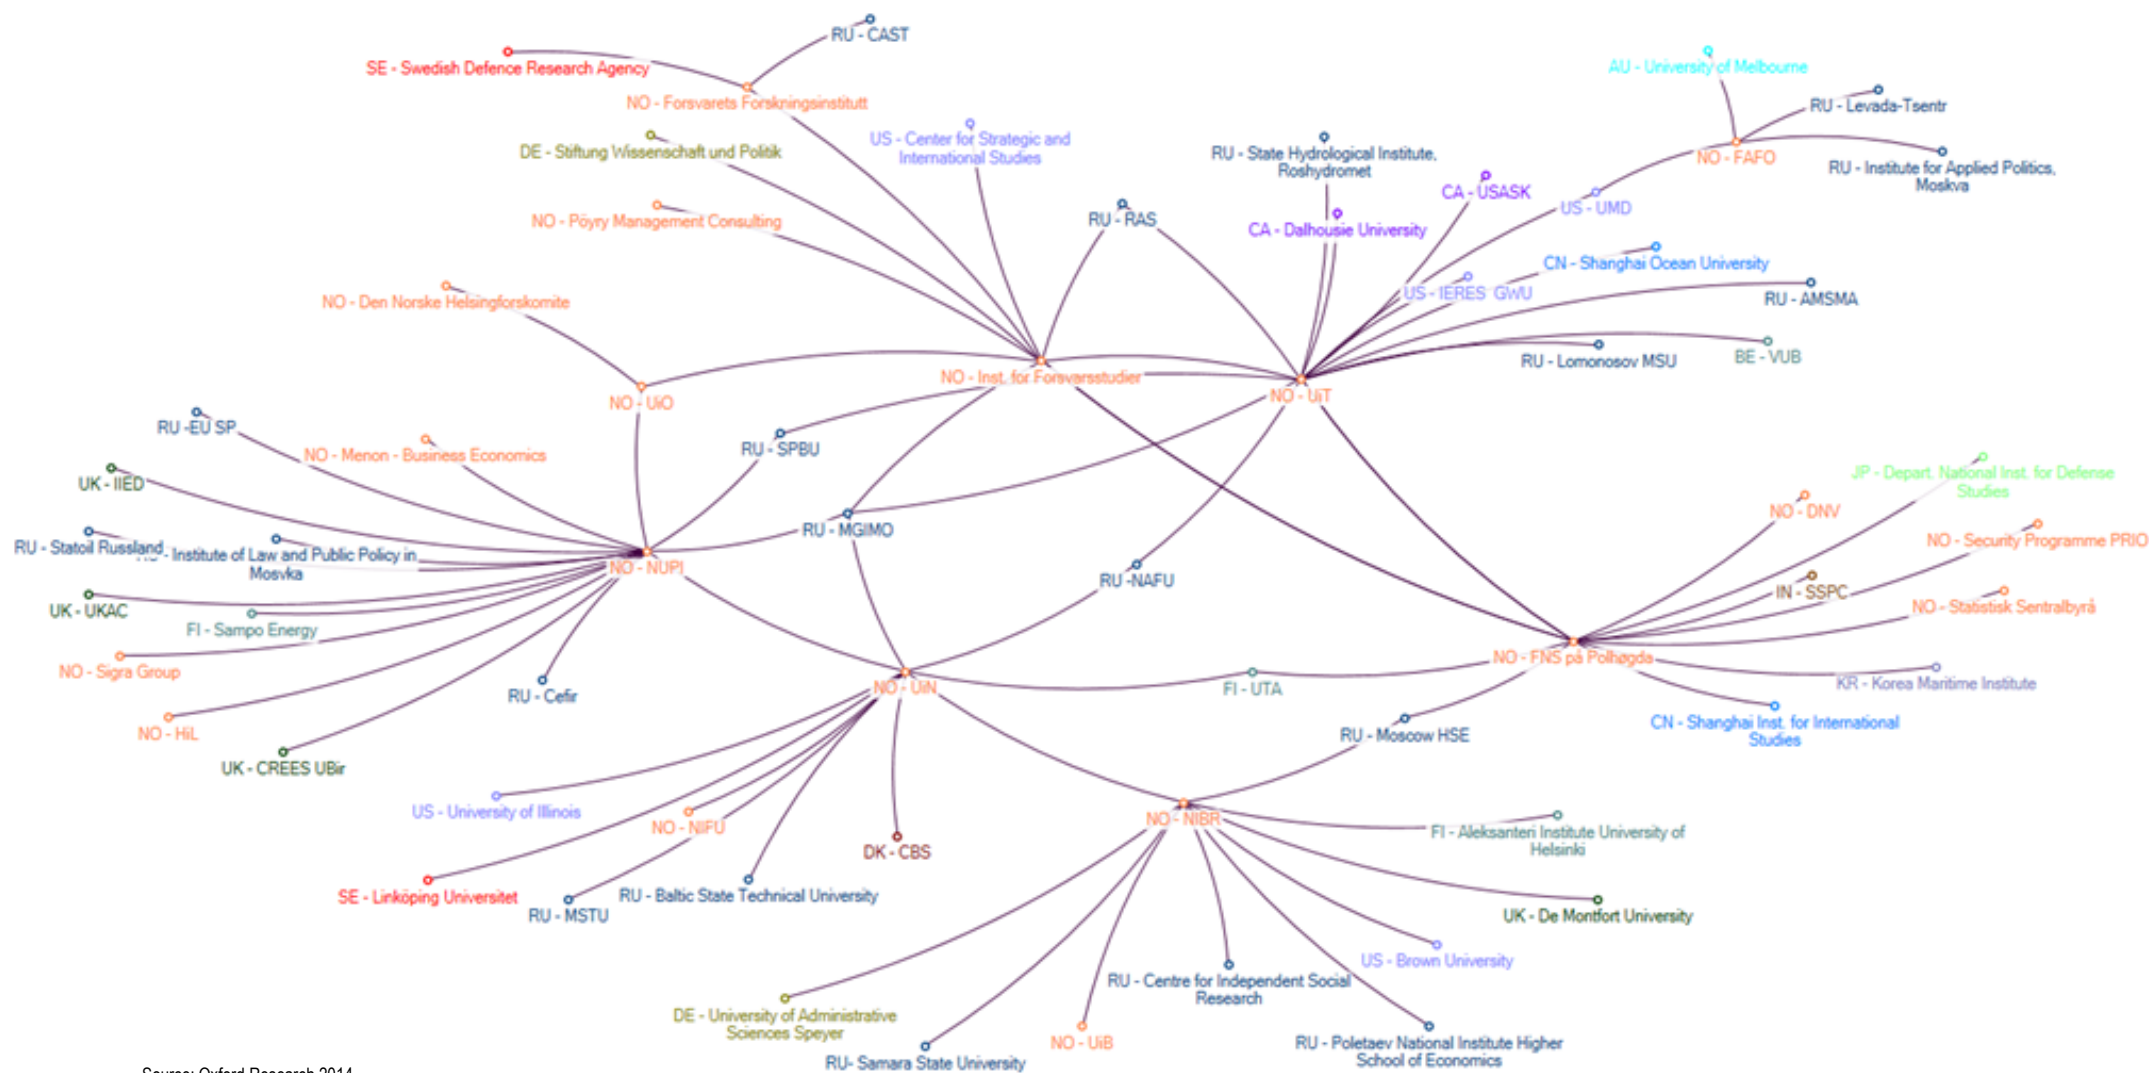 RU - CAST
SE - Swedish Defence Research Agency
AU - University of Melbourne
NO - Forsvarets Forskningsinstitutt
RU - Levada-Tsentr
US - Center for Strategic and
International Studies
DE - Stiftung Wissenschaft und Politik
RU - State Hydrological Institute,
Roshydromet
NO - FAFO
RU - Institute for Applied Politics,
Moskva
CA - USASK
US - UMD
NO - Pöyry Management Consulting
RU - RAS
CA - Dalhousie University
CN - Shanghai Ocean University
NO - Den Norske Helsingforskomite
US - IERES GWU
RU - AMSMA
RU - Lomonosov MSU
BE - VUB
NO - Inst. for Forsvarsstudier
NO - UiT
NO - UiO
RU -EU SP
NO - Menon - Business Economics
RU - SPBU
UK - IIED
JP - Depart. National Inst. for Defense
Studies
NO - DNV
RU - MGIMO
NO - Security Programme PRIO
RU - Statoil Russland
- Institute of Law and Public Policy in
Mosvka
NO - NUPI
RU -NAFU
IN - SSPC
UK - UKAC
NO - Statistisk Sentralbyrå
FI - Sampo Energy
NO - FNS på Polhøgda
NO - Sigra Group
RU - Cefir
NO - UiN
FI - UTA
KR - Korea Maritime Institute
NO - HiL
RU - Moscow HSE
CN - Shanghai Inst. for International
Studies
UK - CREES UBir
US - University of Illinois
NO - NIFU
NO - NIBR
FI - Aleksanteri Institute University of
Helsinki
DK - CBS
SE - Linköping Universitet
RU - Baltic State Technical University
RU - MSTU
UK - De Montfort University
US - Brown University
RU - Centre for Independent Social
Research
DE - University of Administrative
Sciences Speyer
NO - UiB
RU - Poletaev National Institute Higher
School of Economics
RU- Samara State University
Source: Oxford Research 2014